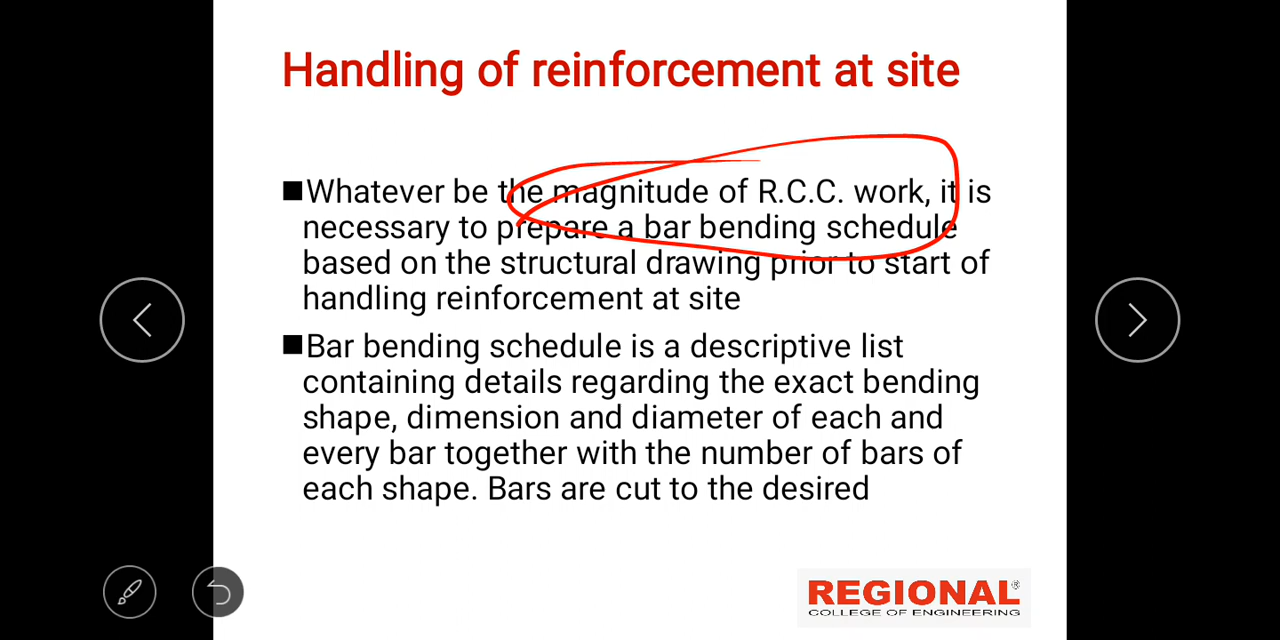 Handling of reinforcement at site
■Whatever be the magnitude of R.C.C. work, it is
necessary to prepare a bar bending schedule
based on the structural drawing prior to start of
handling reinforcement at site
■Bar bending schedule is a descriptive list
containing details regarding the exact bending
shape, dimension and diameter of each and
every bar together with the number of bars of
each shape. Bars are cut to the desired
REGIONAL®
COLLEGE OF ENGINEERING